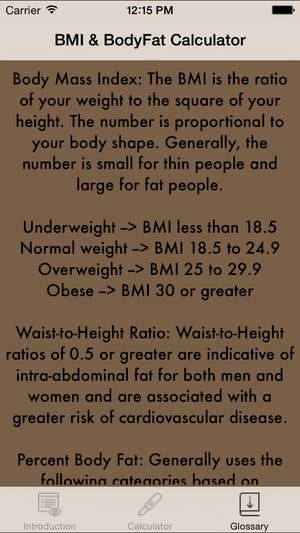 Carrier 12:15 PM
BMI & BodyFat Calculator
Body Mass Index: The BMI is the ratio
of your weight to the square of your
height. The number is proportional to
your body shape. Generally, the
number is small for thin people and
large for fat people.
Underweight --> BMI less than 18.5
Normal weight --> BMI 18.5 to 24.9
Overweight --> BMI 25 to 29.9
Obese --> BMI 30 or greater
Waist-to-Height Ratio: Waist-to-Height
ratios of 0.5 or greater are indicative of
intra-abdominal fat for both men and
women and are associated with a
greater risk of cardiovascular disease.
Percent Body Fat: Generally uses the
following categories based on
Introduction Calculator Glossary